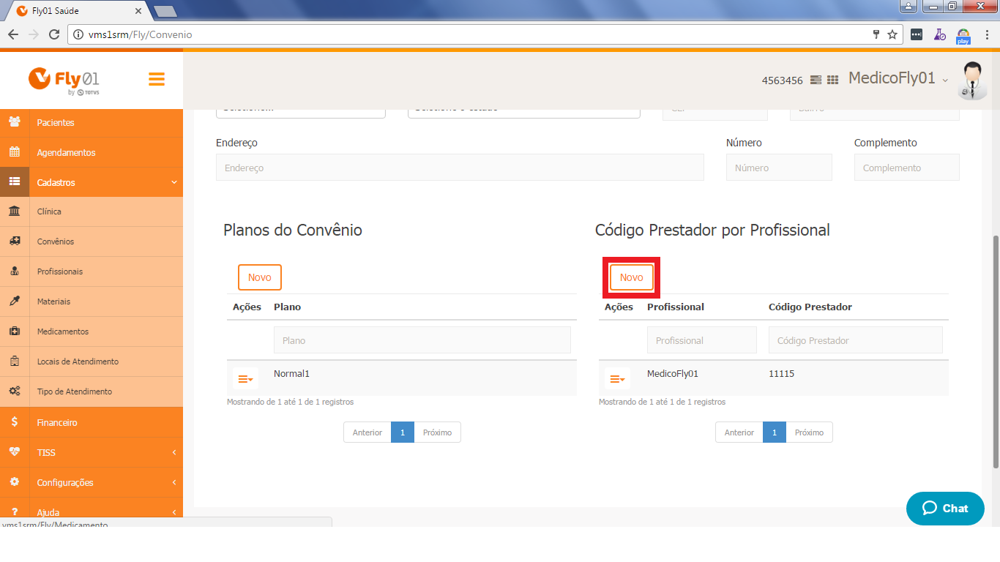 Fly01 Saúde
vms1srm/Fly/Convenio
play
Fly01
by TOTVS
4563456
MedicoFly01
Pacientes
Agendamentos
Cadastros
Clínica
Convênios
Profissionais
Materiais
Medicamentos
Locais de Atendimento
Tipo de Atendimento
Financeiro
TISS
Configurações
Ajuda
vms1srm/Fly/Medicamento
Endereço
Número
Complemento
Endereço
Número
Complemento
Planos do Convênio
Novo
Ações Plano
Plano
Normal1
Mostrando de 1 até 1 de 1 registros
Anterior 1 Próximo
Código Prestador por Profissional
Novo
Ações Profissional Código Prestador
Profissional Código Prestador
MedicoFly01 11115
Mostrando de 1 até 1 de 1 registros
Anterior 1 Próximo
Chat